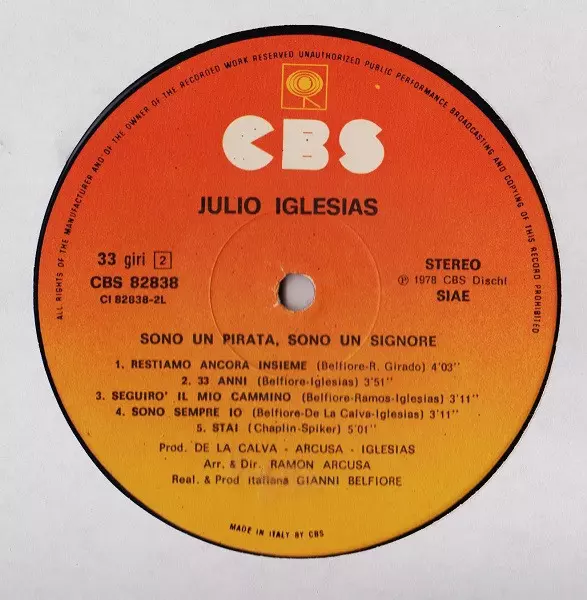 ALL RIGHTS OF THE MANUFACTURER AND OF THE OWNER OF THE RECORDED WORK RESERVED UNAUTHORIZED PUBLIC PERFORMANCE BROADCASTING AND COPYING OF THIS RECORD PROHIBITED
CBS
JULIO IGLESIAS
33 giri 2
CBS 82838
CI 82838-2L
STEREO
℗ 1978 CBS Dischi
SIAE
SONO UN PIRATA, SONO UN SIGNORE
1. RESTIAMO ANCORA INSIEME (Belfiore-R. Girado) 4'03"
2. 33 ANNI (Belfiore-Iglesias) 3'51"
3. SEGUIRO' IL MIO CAMMINO (Belfiore-Ramos-Iglesias) 3'11"
4. SONO SEMPRE IO (Belfiore-De La Calva-Iglesias) 3'11"
5. STAI (Chaplin-Spiker) 5'01"
Prod. DE LA CALVA - ARCUSA - IGLESIAS
Arr. & Dir. RAMON ARCUSA
Real. & Prod italiana GIANNI BELFIORE
MADE IN ITALY BY CBS